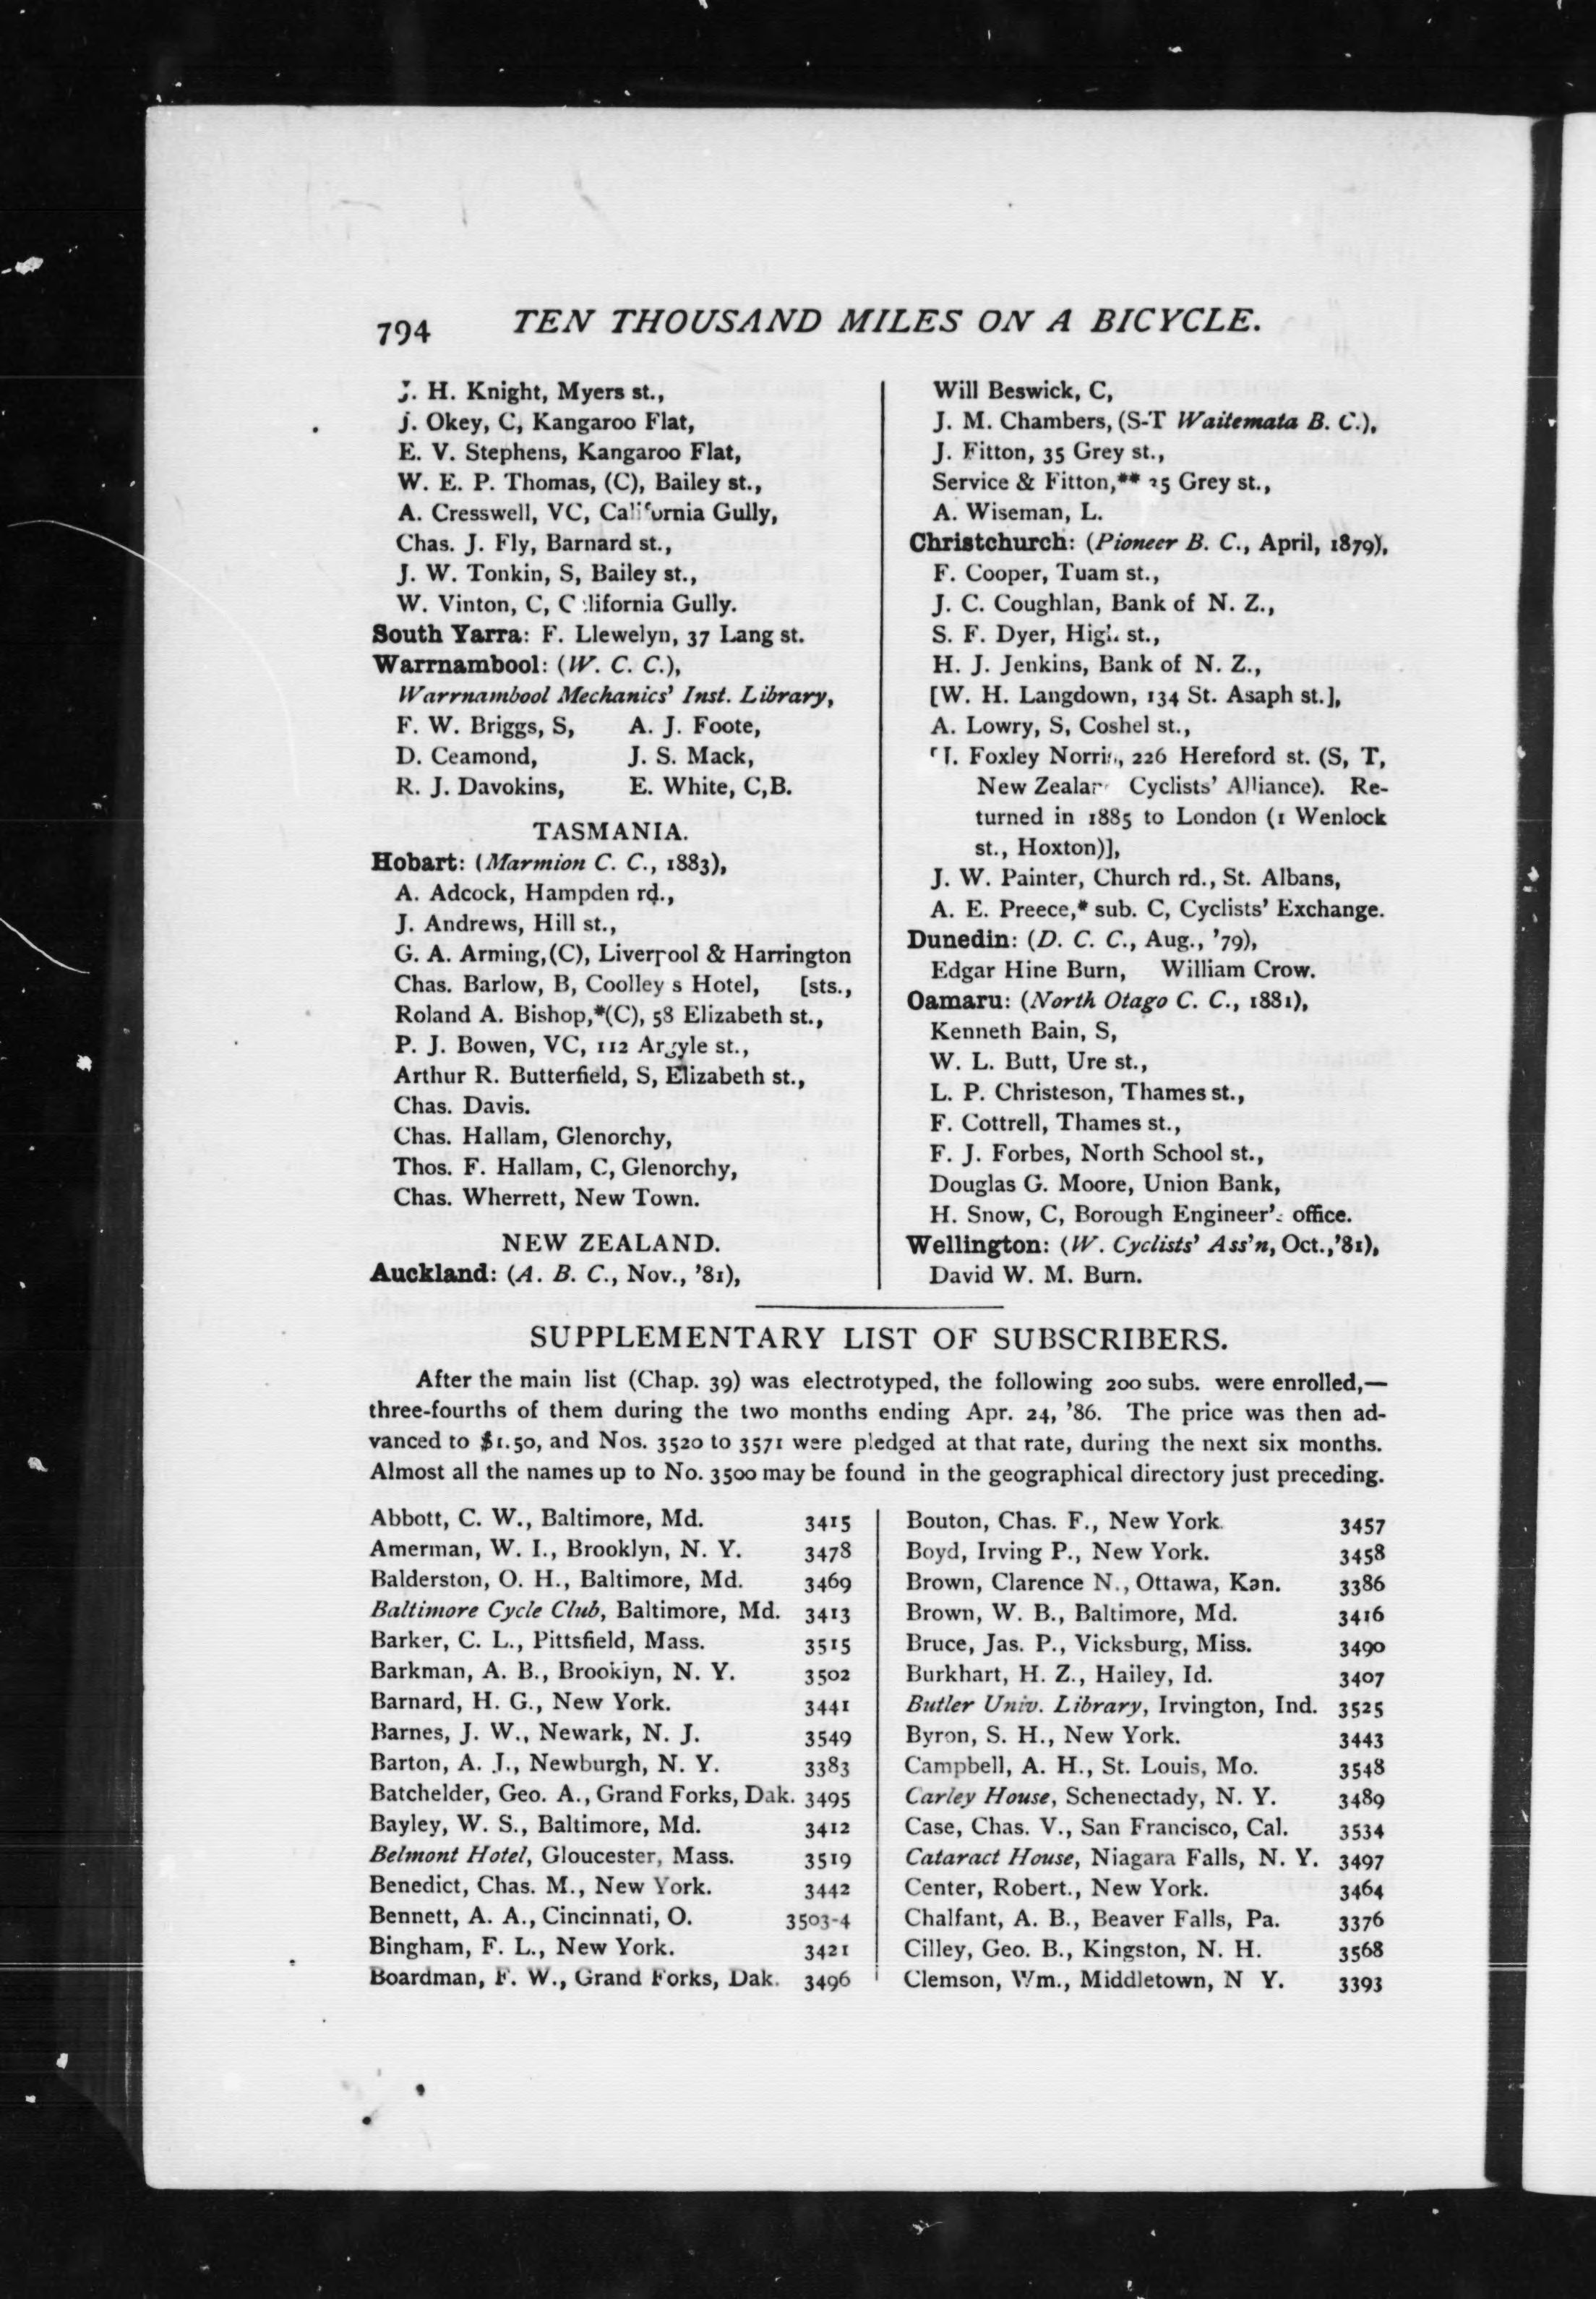 794 TEN THOUSAND MILES ON A BICYCLE.
J. H. Knight, Myers st.,
J. Okey, C, Kangaroo Flat,
E. V. Stephens, Kangaroo Flat,
W. E. P. Thomas, (C), Bailey st.,
A. Cresswell, VC, California Gully,
Chas. J. Fly, Barnard st.,
J. W. Tonkin, S, Bailey st.,
W. Vinton, C, California Gully.
South Yarra: F. Llewelyn, 37 Lang st.
Warrnambool: (W. C. C.),
Warrnambool Mechanics' Inst. Library,
F. W. Briggs, S, A. J. Foote,
D. Ceamond, J. S. Mack,
R. J. Davokins, E. White, C,B.
TASMANIA.
Hobart: (Marmion C. C., 1883),
A. Adcock, Hampden rd.,
J. Andrews, Hill st.,
G. A. Arming,(C), Liverpool & Harrington
Chas. Barlow, B, Coolley s Hotel, [sts.,
Roland A. Bishop,*(C), 58 Elizabeth st.,
P. J. Bowen, VC, 112 Argyle st.,
Arthur R. Butterfield, S, Elizabeth st.,
Chas. Davis.
Chas. Hallam, Glenorchy,
Thos. F. Hallam, C, Glenorchy,
Chas. Wherrett, New Town.
NEW ZEALAND.
Auckland: (A. B. C., Nov., '81),
Will Beswick, C,
J. M. Chambers, (S-T Waitemata B. C.),
J. Fitton, 35 Grey st.,
Service & Fitton,** 35 Grey st.,
A. Wiseman, L.
Christchurch: (Pioneer B. C., April, 1879),
F. Cooper, Tuam st.,
J. C. Coughlan, Bank of N. Z.,
S. F. Dyer, High st.,
H. J. Jenkins, Bank of N. Z.,
[W. H. Langdown, 134 St. Asaph st.],
A. Lowry, S, Coshel st.,
Foxley Norris, 226 Hereford st. (S, T,
New Zealand Cyclists' Alliance). Re-
turned in 1885 to London (1 Wenlock
st., Hoxton)],
J. W. Painter, Church rd., St. Albans,
A. E. Preece,* sub. C, Cyclists' Exchange.
Dunedin: (D. C. C., Aug., '79),
Edgar Hine Burn, William Crow.
Oamaru: (North Otago C. C., 1881),
Kenneth Bain, S,
W. L. Butt, Ure st.,
L. P. Christeson, Thames st.,
F. Cottrell, Thames st.,
F. J. Forbes, North School st.,
Douglas G. Moore, Union Bank,
H. Snow, C, Borough Engineer's office.
Wellington: (W. Cyclists' Ass'n, Oct.,'81),
David W. M. Burn.
SUPPLEMENTARY LIST OF SUBSCRIBERS.
After the main list (Chap. 39) was electrotyped, the following 200 subs. were enrolled,—
three-fourths of them during the two months ending Apr. 24, '86. The price was then ad-
vanced to $1.50, and Nos. 3520 to 3571 were pledged at that rate, during the next six months.
Almost all the names up to No. 3500 may be found in the geographical directory just preceding.
Abbott, C. W., Baltimore, Md. 3415
Amerman, W. I., Brooklyn, N. Y. 3478
Balderston, O. H., Baltimore, Md. 3469
Baltimore Cycle Club, Baltimore, Md. 3413
Barker, C. L., Pittsfield, Mass. 3515
Barkman, A. B., Brooklyn, N. Y. 3502
Barnard, H. G., New York. 3441
Barnes, J. W., Newark, N. J. 3549
Barton, A. J., Newburgh, N. Y. 3383
Batchelder, Geo. A., Grand Forks, Dak. 3495
Bayley, W. S., Baltimore, Md. 3412
Belmont Hotel, Gloucester, Mass. 3519
Benedict, Chas. M., New York. 3442
Bennett, A. A., Cincinnati, O. 3503-4
Bingham, F. L., New York. 3421
Boardman, F. W., Grand Forks, Dak. 3496
Bouton, Chas. F., New York. 3457
Boyd, Irving P., New York. 3458
Brown, Clarence N., Ottawa, Kan. 3386
Brown, W. B., Baltimore, Md. 3416
Bruce, Jas. P., Vicksburg, Miss. 3490
Burkhart, H. Z., Hailey, Id. 3407
Butler Univ. Library, Irvington, Ind. 3525
Byron, S. H., New York. 3443
Campbell, A. H., St. Louis, Mo. 3548
Carley House, Schenectady, N. Y. 3489
Case, Chas. V., San Francisco, Cal. 3534
Cataract House, Niagara Falls, N. Y. 3497
Center, Robert., New York. 3464
Chalfant, A. B., Beaver Falls, Pa. 3376
Cilley, Geo. B., Kingston, N. H. 3568
Clemson, Wm., Middletown, N Y. 3393